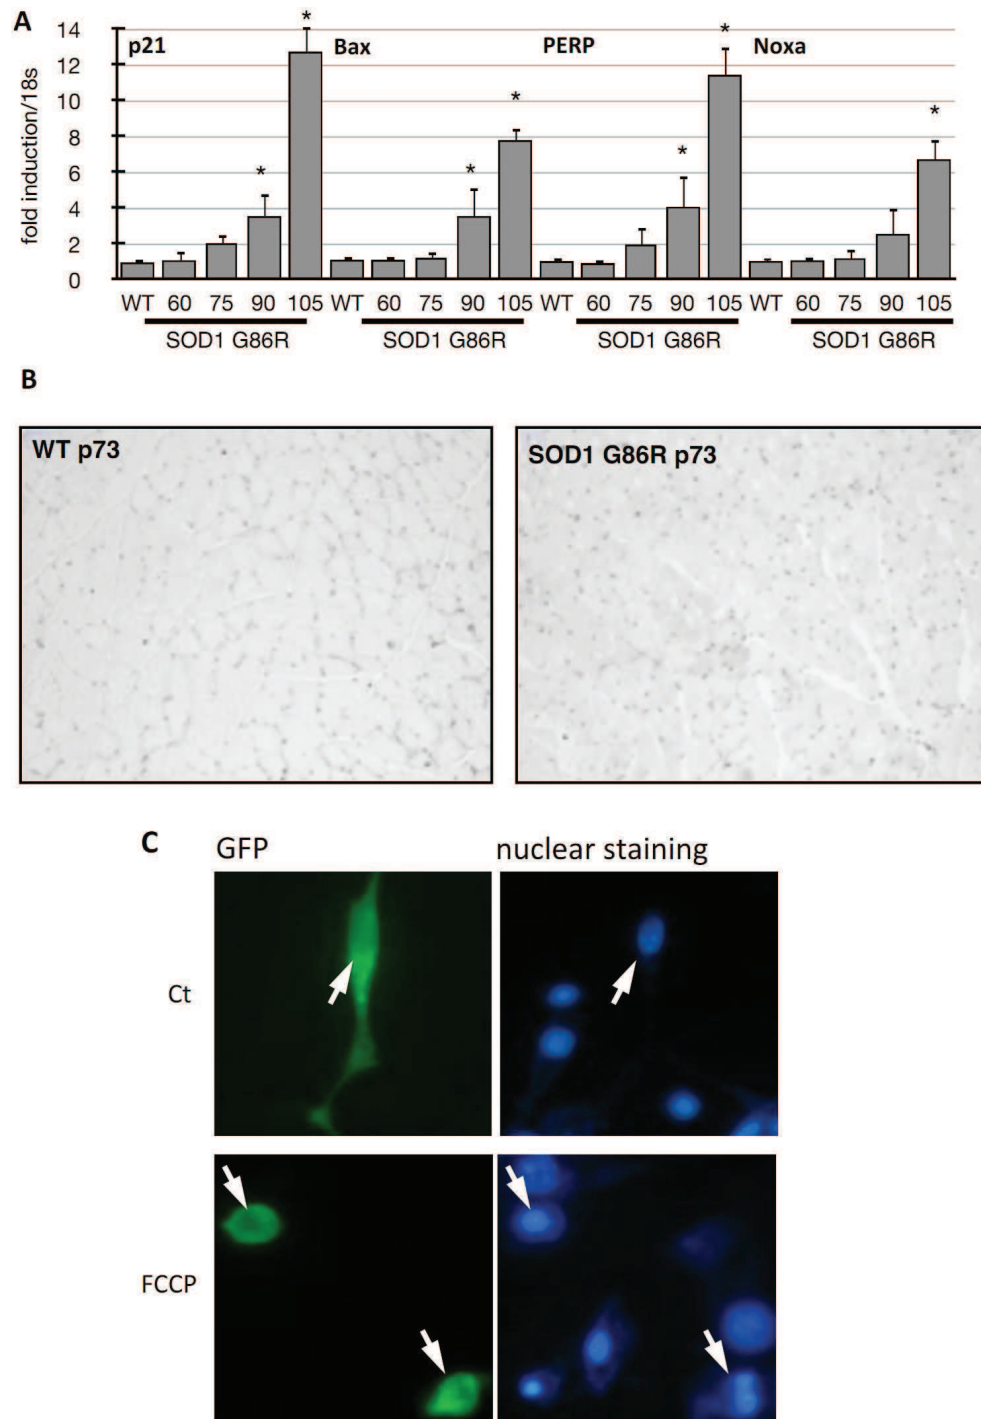 A
14
12
10
8
6
4
2
0
fold induction/18s
p21 Bax PERP Noxa
* * * * * * *
WT 60 75 90 105 WT 60 75 90 105 WT 60 75 90 105 WT 60 75 90 105
SOD1 G86R SOD1 G86R SOD1 G86R SOD1 G86R
B
WT p73 SOD1 G86R p73
C
GFP nuclear staining
Ct
FCCP